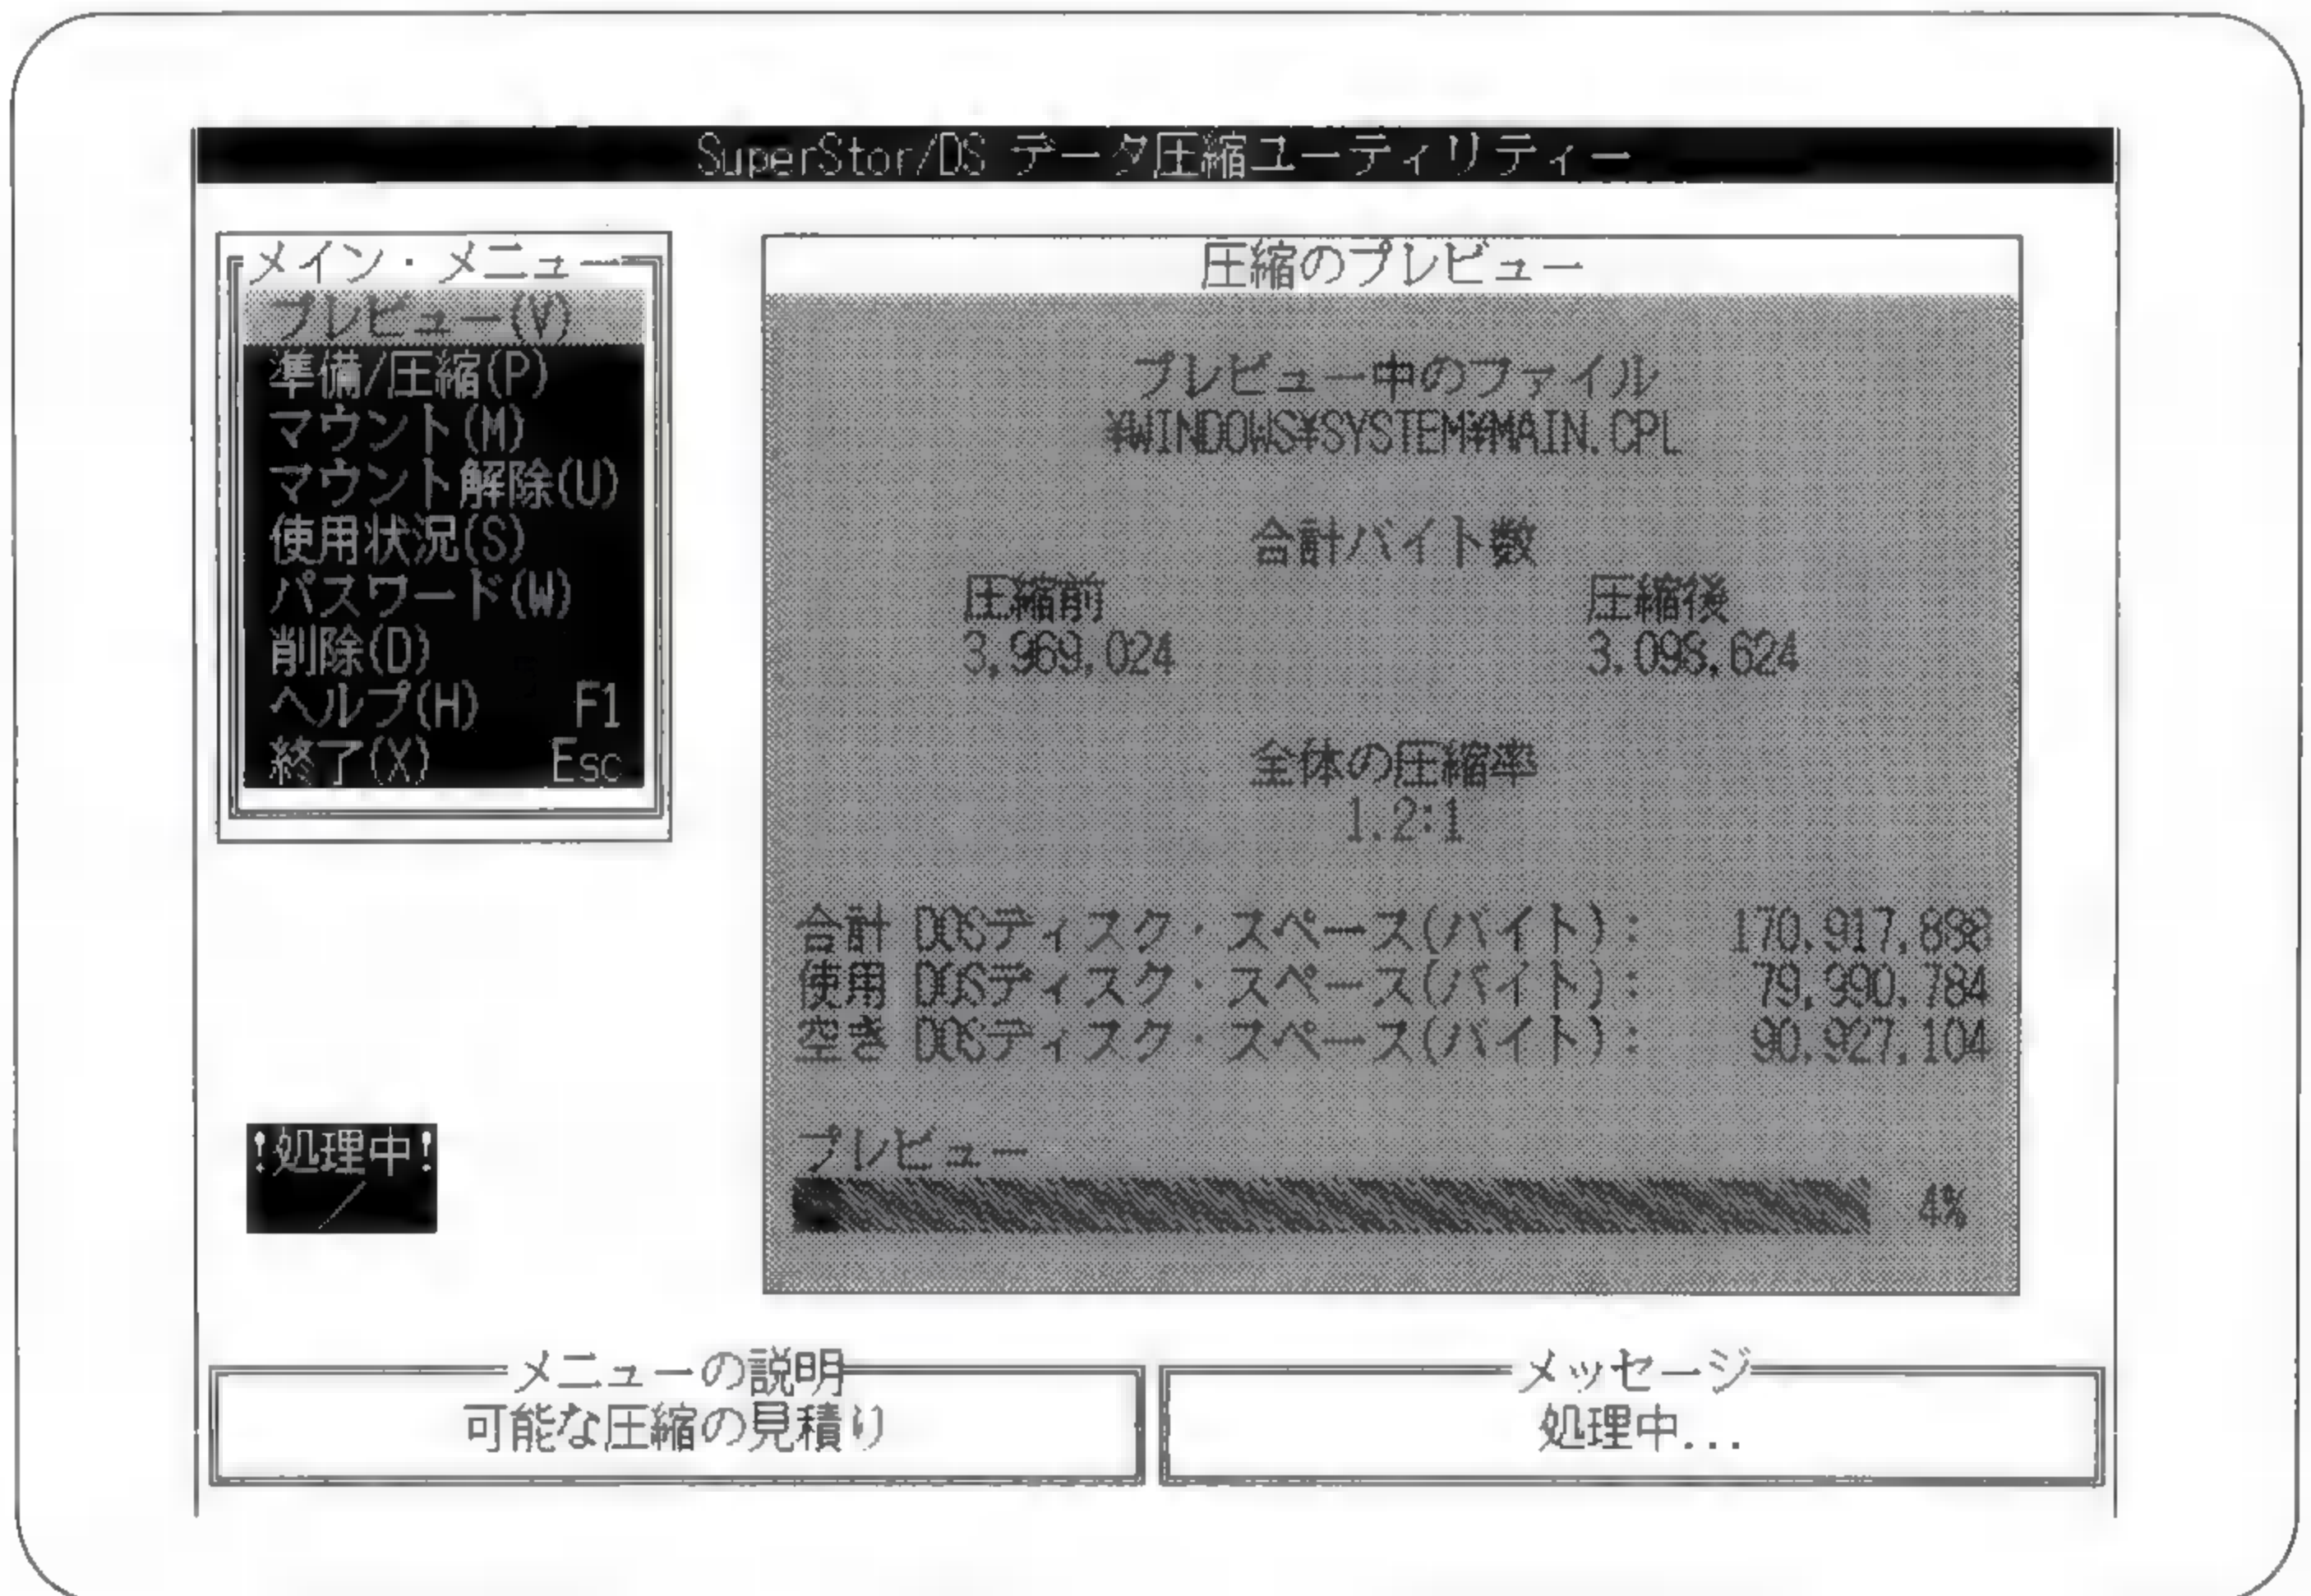 SuperStor/DS データ圧縮ユーティリティー
メイン・メニュー
プレビュー(V)
準備/圧縮(P)
マウント(M)
マウント解除(U)
使用状況(S)
パスワード(W)
削除(D)
ヘルプ(H) F1
終了(X) Esc
圧縮のプレビュー
プレビュー中のファイル
¥WINDOWS¥SYSTEM¥MAIN.CPL
合計バイト数
圧縮前 圧縮後
3,969,024 3,098,624
全体の圧縮率
1.2:1
合計 DOSディスク・スペース(バイト): 170,917,888
使用 DOSディスク・スペース(バイト): 79,990,784
空き DOSディスク・スペース(バイト): 90,927,104
プレビュー
4%
!処理中!
メニューの説明
可能な圧縮の見積り
メッセージ
処理中...